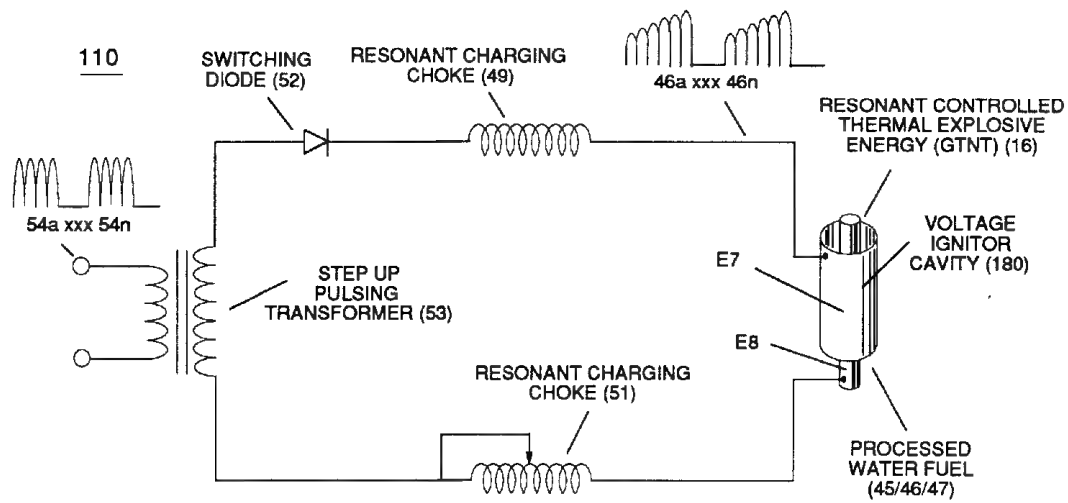 110
SWITCHING
DIODE (52)
RESONANT CHARGING
CHOKE (49)
46a xxx 46n
RESONANT CONTROLLED
THERMAL EXPLOSIVE
ENERGY (GTNT) (16)
54a xxx 54n
STEP UP
PULSING
TRANSFORMER (53)
E7
VOLTAGE
IGNITOR
CAVITY (180)
E8
RESONANT CHARGING
CHOKE (51)
PROCESSED
WATER FUEL
(45/46/47)